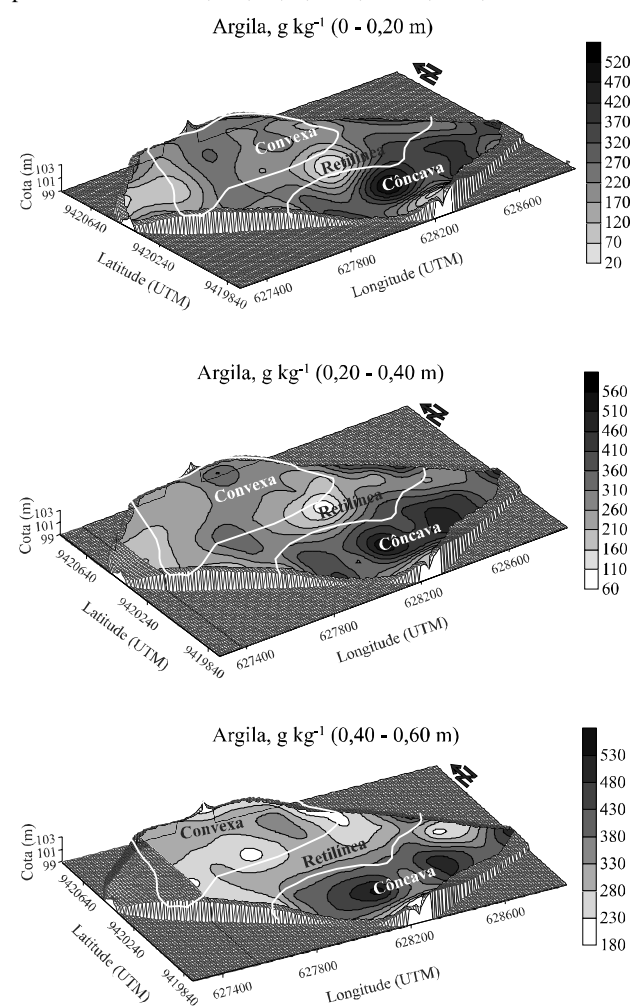 Argila, g kg⁻¹ (0 - 0,20 m)
N
Convexa
Retilínea
Côncava
Cota (m)
103
101
99
9420640
9420240
9419840
Latitude (UTM)
627400
627800
628200
628600
Longitude (UTM)
520
470
420
370
320
270
220
170
120
70
20
Argila, g kg⁻¹ (0,20 - 0,40 m)
N
Convexa
Retilínea
Côncava
Cota (m)
103
101
99
9420640
9420240
9419840
Latitude (UTM)
627400
627800
628200
628600
Longitude (UTM)
560
510
460
410
360
310
260
210
160
110
60
Argila, g kg⁻¹ (0,40 - 0,60 m)
N
Convexa
Retilínea
Côncava
Cota (m)
103
101
99
9420640
9420240
9419840
Latitude (UTM)
627400
627800
628200
628600
Longitude (UTM)
530
480
430
380
330
280
230
180